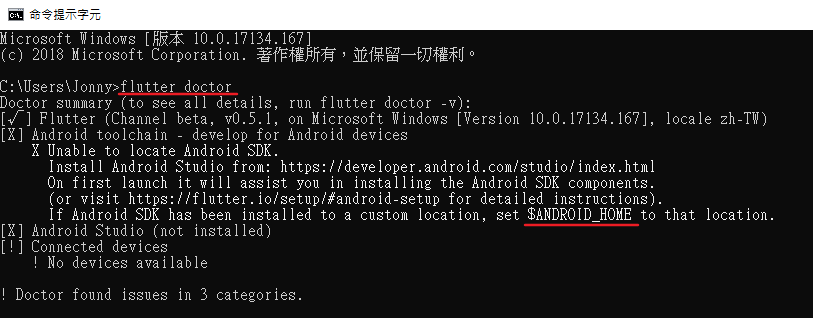 命令提示字元
Microsoft Windows [版本 10.0.17134.167]
(c) 2018 Microsoft Corporation. 著作權所有，並保留一切權利。
C:\Users\Jonny>flutter doctor
Doctor summary (to see all details, run flutter doctor -v):
[√] Flutter (Channel beta, v0.5.1, on Microsoft Windows [Version 10.0.17134.167], locale zh-TW)
[X] Android toolchain - develop for Android devices
X Unable to locate Android SDK.
Install Android Studio from: https://developer.android.com/studio/index.html
On first launch it will assist you in installing the Android SDK components.
(or visit https://flutter.io/setup/#android-setup for detailed instructions).
If Android SDK has been installed to a custom location, set $ANDROID_HOME to that location.
[X] Android Studio (not installed)
[!] Connected devices
! No devices available
! Doctor found issues in 3 categories.